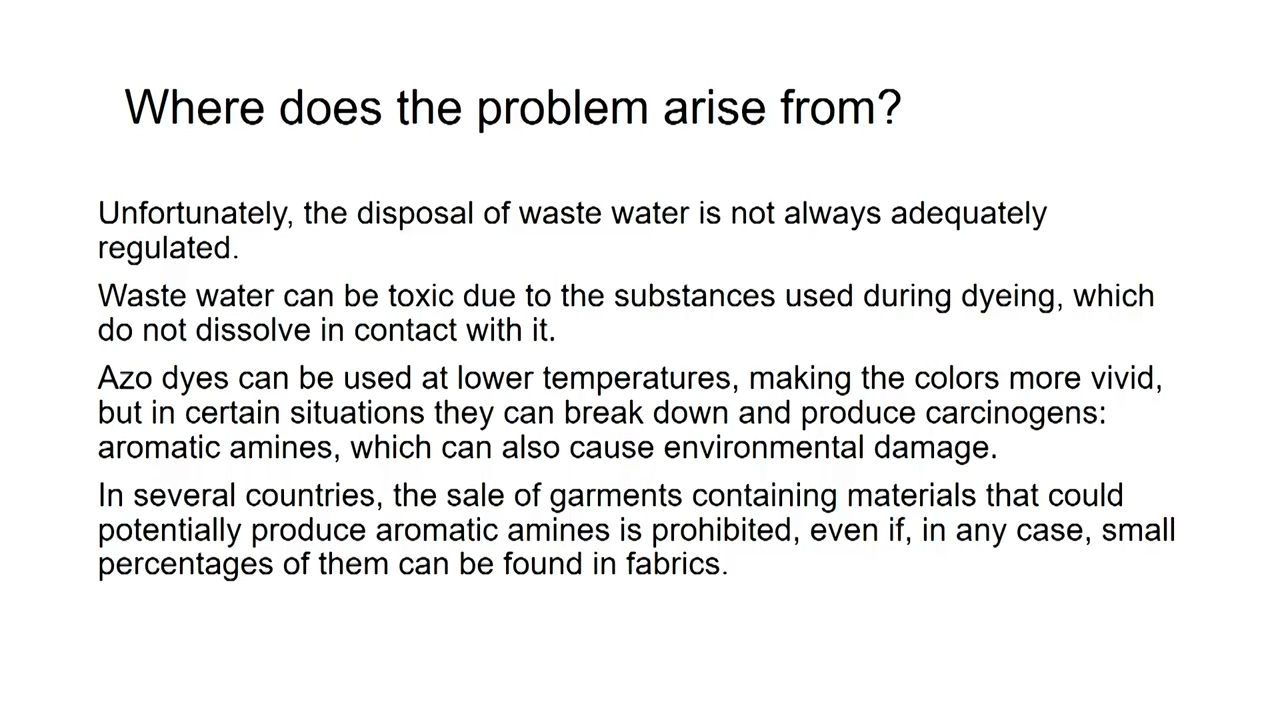 Where does the problem arise from?
Unfortunately, the disposal of waste water is not always adequately
regulated.
Waste water can be toxic due to the substances used during dyeing, which
do not dissolve in contact with it.
Azo dyes can be used at lower temperatures, making the colors more vivid,
but in certain situations they can break down and produce carcinogens:
aromatic amines, which can also cause environmental damage.
In several countries, the sale of garments containing materials that could
potentially produce aromatic amines is prohibited, even if, in any case, small
percentages of them can be found in fabrics.